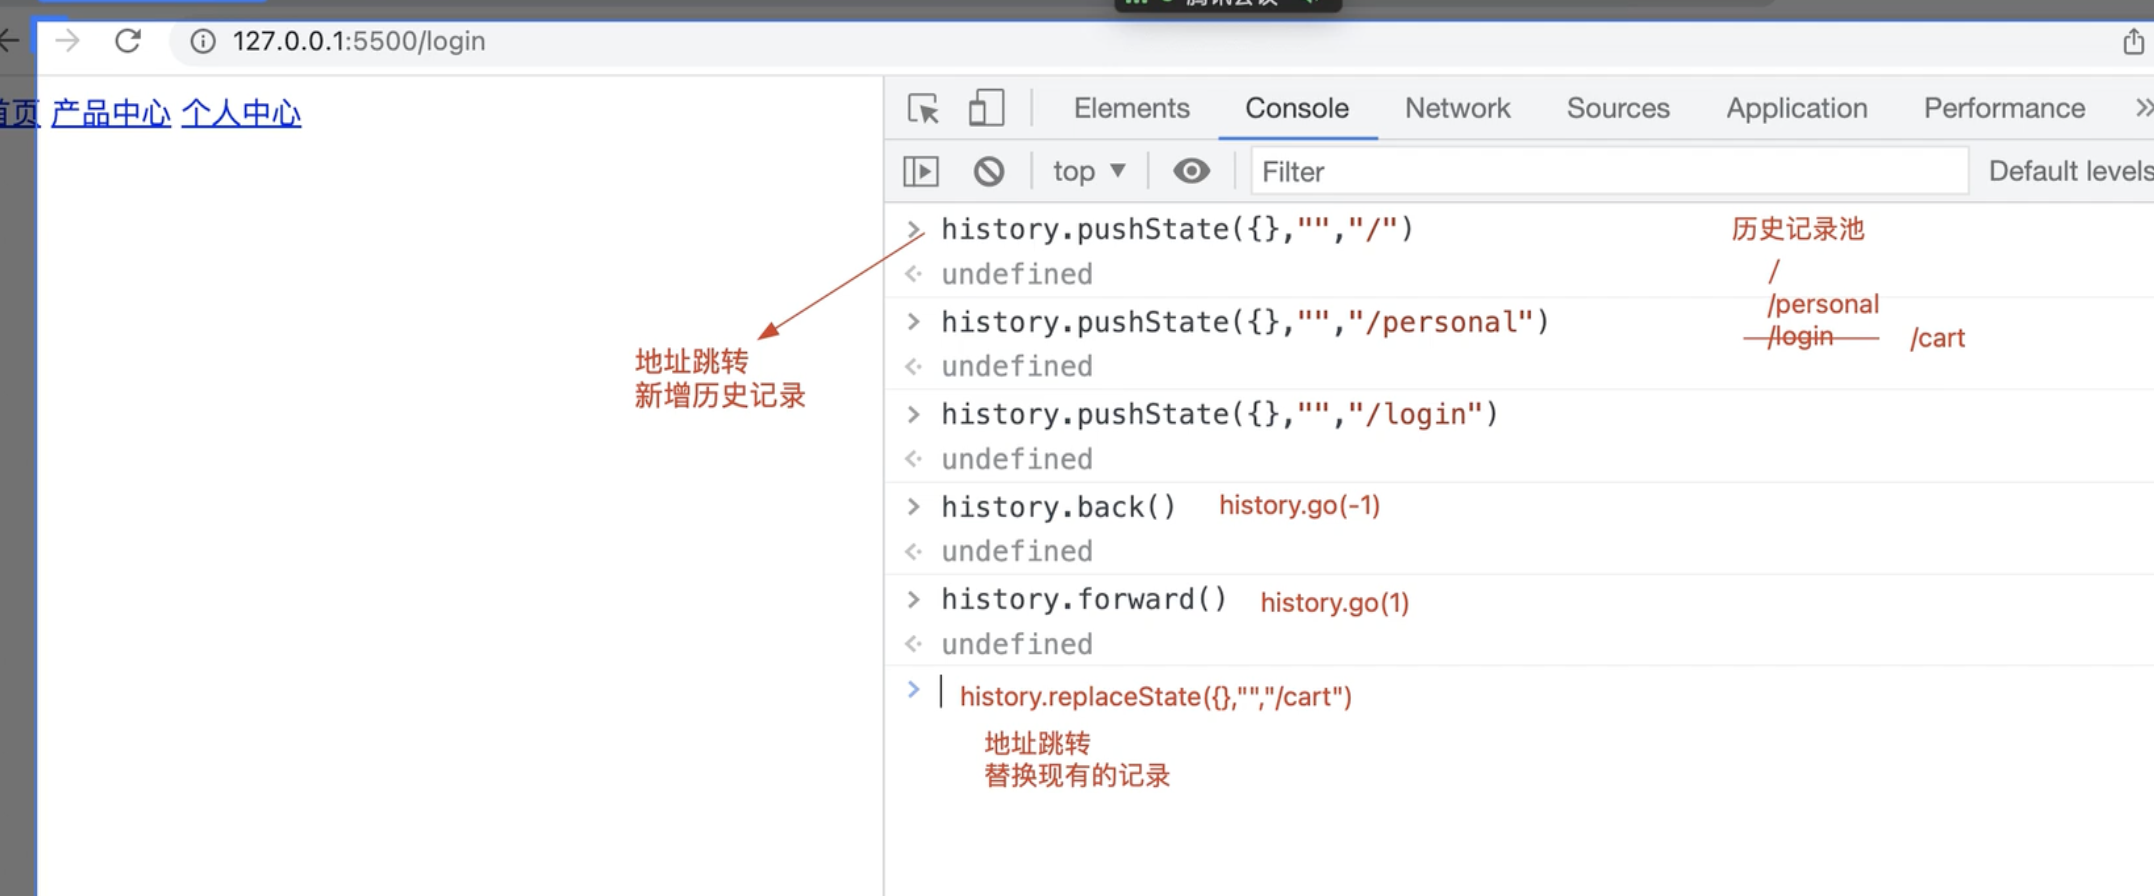 腾讯会议
127.0.0.1:5500/login
首页 产品中心 个人中心
Elements Console Network Sources Application Performance
top Filter Default levels
history.pushState({},"","/")
undefined
history.pushState({},"","/personal")
undefined
history.pushState({},"","/login")
undefined
history.back() history.go(-1)
undefined
history.forward() history.go(1)
undefined
history.replaceState({},"","/cart")
地址跳转
替换现有的记录
地址跳转
新增历史记录
历史记录池
/
/personal
/login /cart